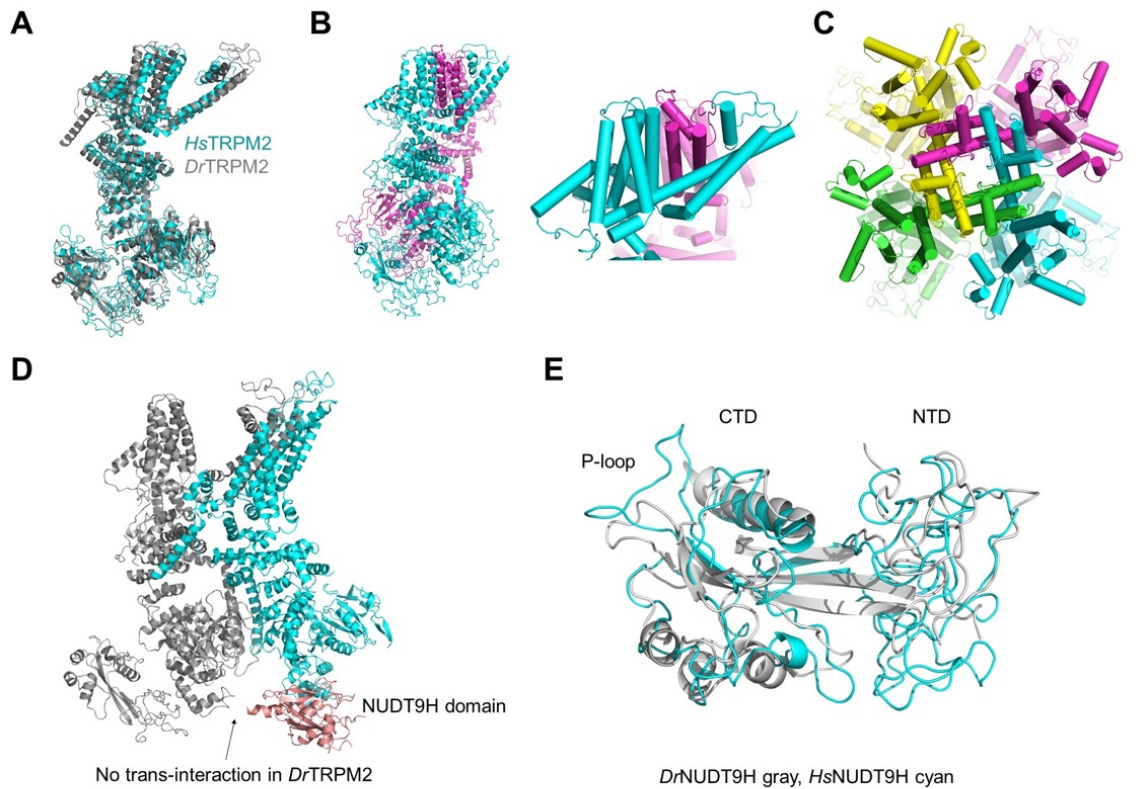 A
B
C
HsTRPM2
DrTRPM2
D
E
CTD
NTD
P-loop
NUDT9H domain
No trans-interaction in DrTRPM2
DrNUDT9H gray, HsNUDT9H cyan